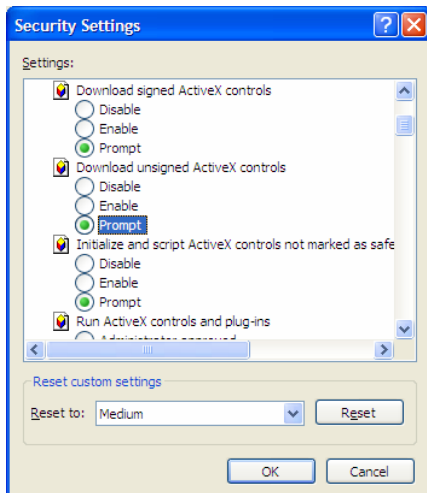 Security Settings
Settings:
Download signed ActiveX controls
Disable
Enable
Prompt
Download unsigned ActiveX controls
Disable
Enable
Prompt
Initialize and script ActiveX controls not marked as safe
Disable
Enable
Prompt
Run ActiveX controls and plug-ins
Administrator approved
Reset custom settings
Reset to: Medium Reset
OK Cancel